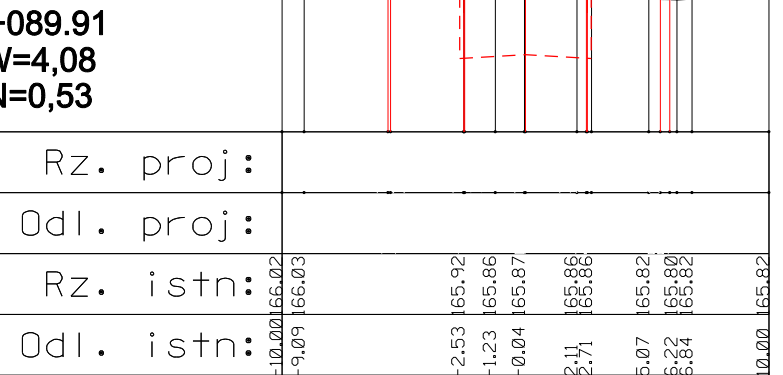 +089.91
W=4,08
N=0,53
Rz. proj:
Odl. proj:
Rz. istn: 166.02 166.03 165.92 165.86 165.87 165.86 165.86 165.82 165.80 165.82 165.82
Odl. istn: -10.00 -9.09 -2.53 -1.23 -0.04 2.11 2.71 5.07 6.22 6.84 10.00